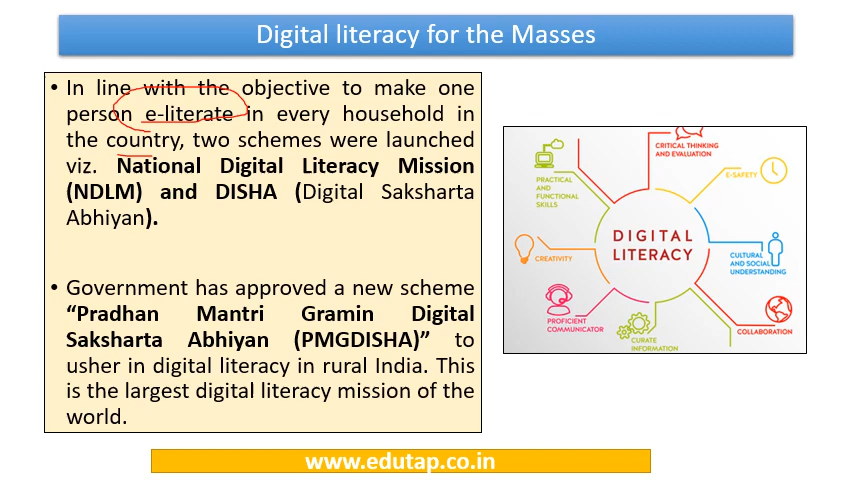 Digital literacy for the Masses
• In line with the objective to make one
person e-literate in every household in
the country, two schemes were launched
viz. National Digital Literacy Mission
(NDLM) and DISHA (Digital Saksharta
Abhiyan).
• Government has approved a new scheme
“Pradhan Mantri Gramin Digital
Saksharta Abhiyan (PMGDISHA)” to
usher in digital literacy in rural India. This
is the largest digital literacy mission of the
world.
CRITICAL THINKING
AND EVALUATION
E-SAFETY
CULTURAL
AND SOCIAL
UNDERSTANDING
COLLABORATION
CURATE
INFORMATION
PROFICIENT
COMMUNICATOR
CREATIVITY
PRACTICAL
AND
FUNCTIONAL
SKILLS
DIGITAL
LITERACY
www.edutap.co.in